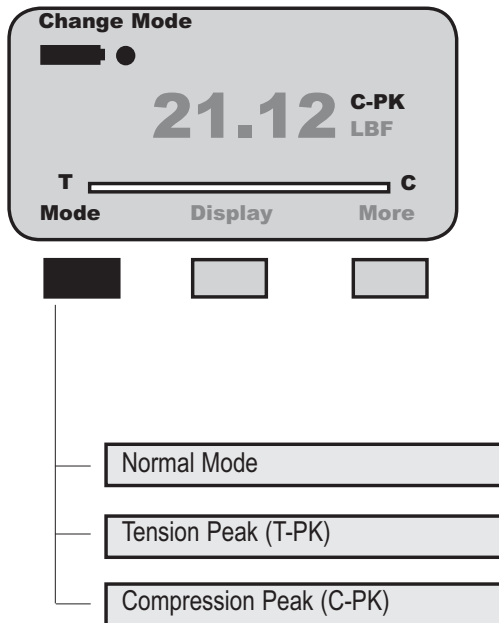 Change Mode
21.12 C-PK
LBF
T C
Mode Display More
Normal Mode
Tension Peak (T-PK)
Compression Peak (C-PK)